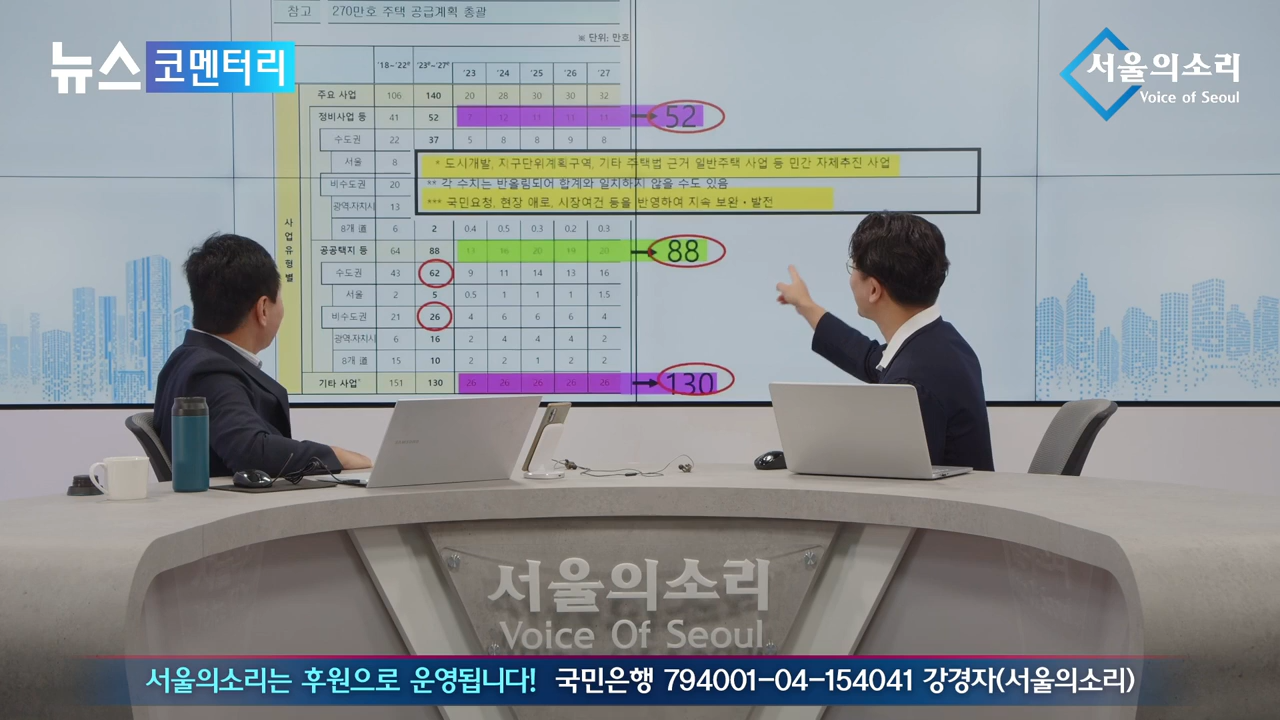 참고 270만호 주택 공급계획 총괄
뉴스 코멘터리
서울의소리
Voice of Seoul
※ 단위: 만호
'18~'22ᵉ '23ᵉ~'27ᵉ '23 '24 '25 '26 '27
주요 사업 106 140 20 28 30 30 32
정비사업 등 41 52 7 12 11 11 11 52
수도권 22 37 5 8 8 9 8
서울 8
* 도시개발, 지구단위계획구역, 기타 주택법 근거 일반주택 사업 등 민간 자체추진 사업
비수도권 20
** 각 수치는 반올림되어 합계와 일치하지 않을 수도 있음
광역·자치시 13
*** 국민요청, 현장 애로, 시장여건 등을 반영하여 지속 보완·발전
8개 道 6 2 0.4 0.5 0.3 0.2 0.3
사업유형별
공공택지 등 64 88 13 16 20 19 20 88
수도권 43 62 9 11 14 13 16
서울 2 5 0.5 1 1 1 1.5
비수도권 21 26 4 6 6 6 4
광역자치시 6 16 2 4 4 4 2
8개 道 15 10 2 2 1 2 2
기타 사업* 151 130 26 26 26 26 26 130
서울의소리
Voice Of Seoul
서울의소리는 후원으로 운영됩니다! 국민은행 794001-04-154041 강경자(서울의소리)